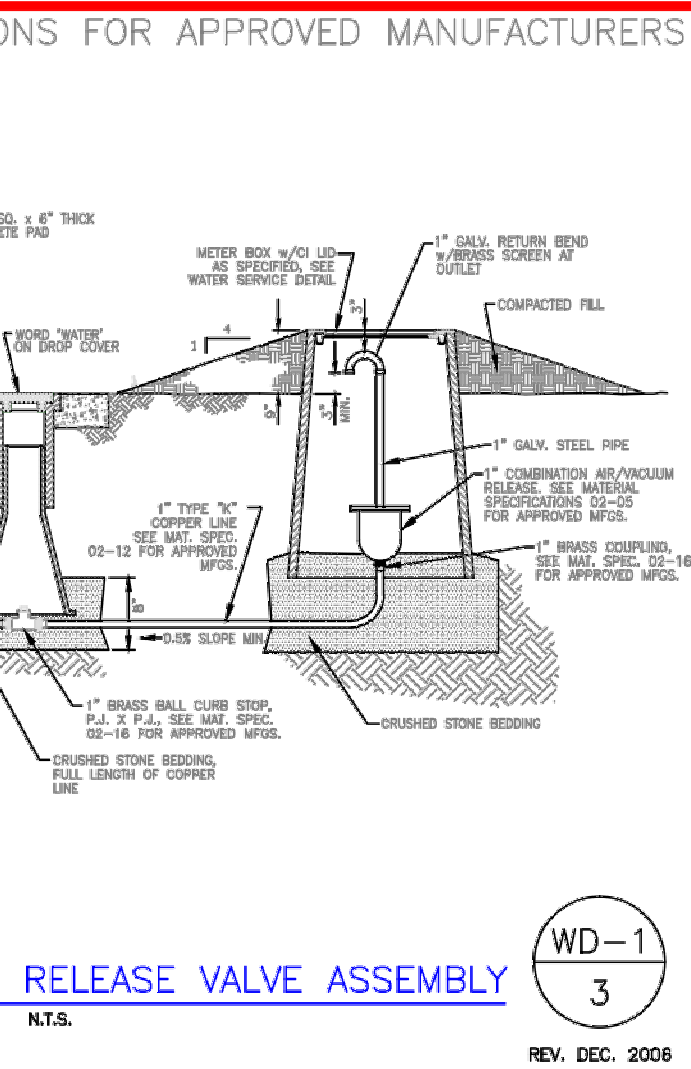 ONS FOR APPROVED MANUFACTURERS
SQ. x 6" THICK
ETE PAD
METER BOX w/CI LID
AS SPECIFIED, SEE
WATER SERVICE DETAIL
1" GALV. RETURN BEND
w/BRASS SCREEN AT
OUTLET
3"
COMPACTED FILL
4
1
WORD 'WATER'
ON DROP COVER
9"
3"
MIN.
1" GALV. STEEL PIPE
1" COMBINATION AIR/VACUUM
RELEASE. SEE MATERIAL
SPECIFICATIONS 02-05
FOR APPROVED MFGS.
1" TYPE "K"
COPPER LINE
SEE MAT. SPEC.
02-12 FOR APPROVED
MFGS.
1" BRASS COUPLING,
SEE MAT. SPEC. 02-16
FOR APPROVED MFGS.
0.5% SLOPE MIN.
1" BRASS BALL CURB STOP,
P.J. X P.J., SEE MAT. SPEC.
02-16 FOR APPROVED MFGS.
CRUSHED STONE BEDDING
CRUSHED STONE BEDDING,
FULL LENGTH OF COPPER
LINE
RELEASE VALVE ASSEMBLY
N.T.S.
WD-1
3
REV. DEC. 2008